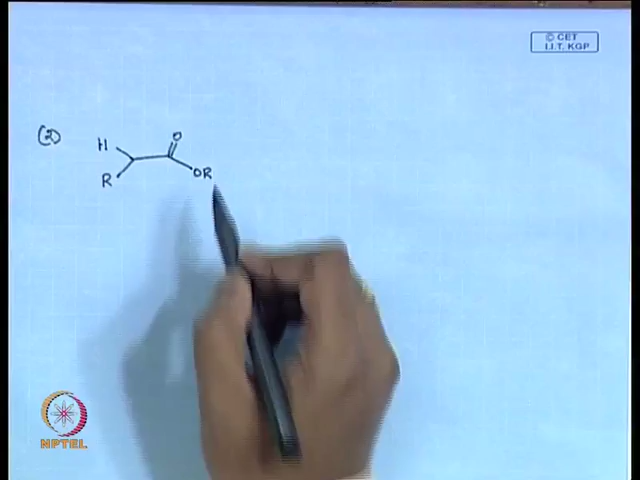 © CET
I.I.T. KGP
(2)
O
H
R
OR
NPTEL